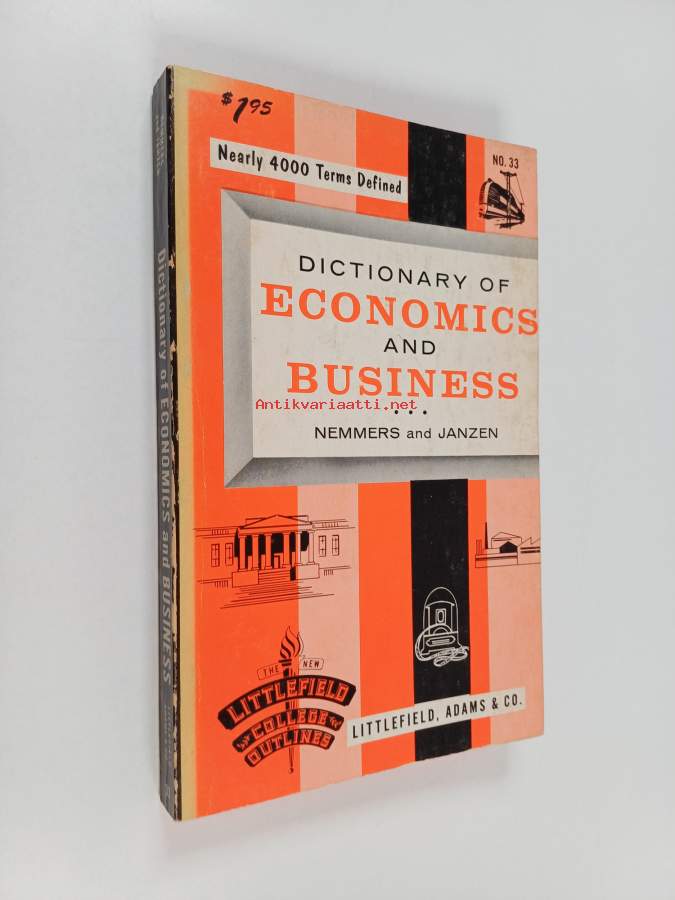 $1.95
Nearly 4000 Terms Defined
NO. 33
DICTIONARY OF
ECONOMICS
AND
BUSINESS
Antikvariaatti.net
NEMMERS and JANZEN
THE NEW
LITTLEFIELD
COLLEGE
OUTLINES
LITTLEFIELD, ADAMS & CO.
Dictionary of ECONOMICS and BUSINESS